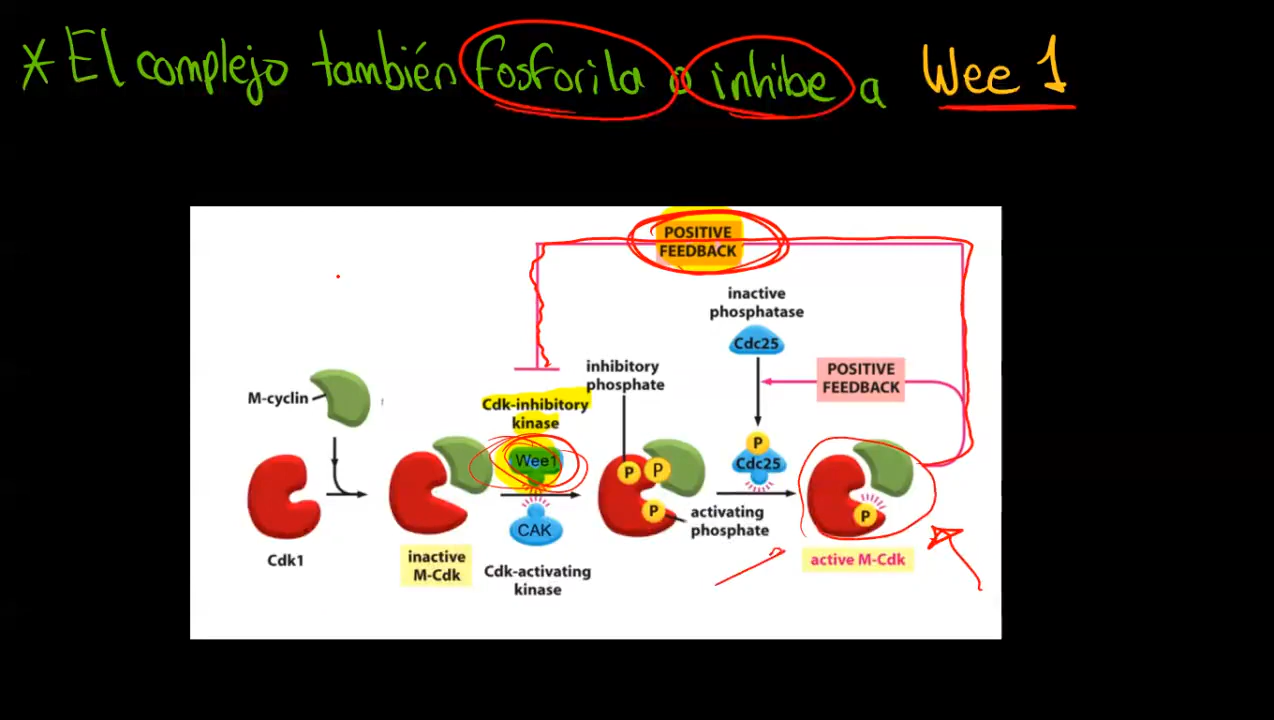 * El complejo también fosforila o inhibe a Wee 1
POSITIVE
FEEDBACK
inactive
phosphatase
Cdc25
inhibitory
phosphate
POSITIVE
FEEDBACK
M-cyclin
Cdk-inhibitory
kinase
Wee1
P
P
P
P
Cdc25
CAK
activating
phosphate
P
Cdk1
inactive
M-Cdk
Cdk-activating
kinase
active M-Cdk